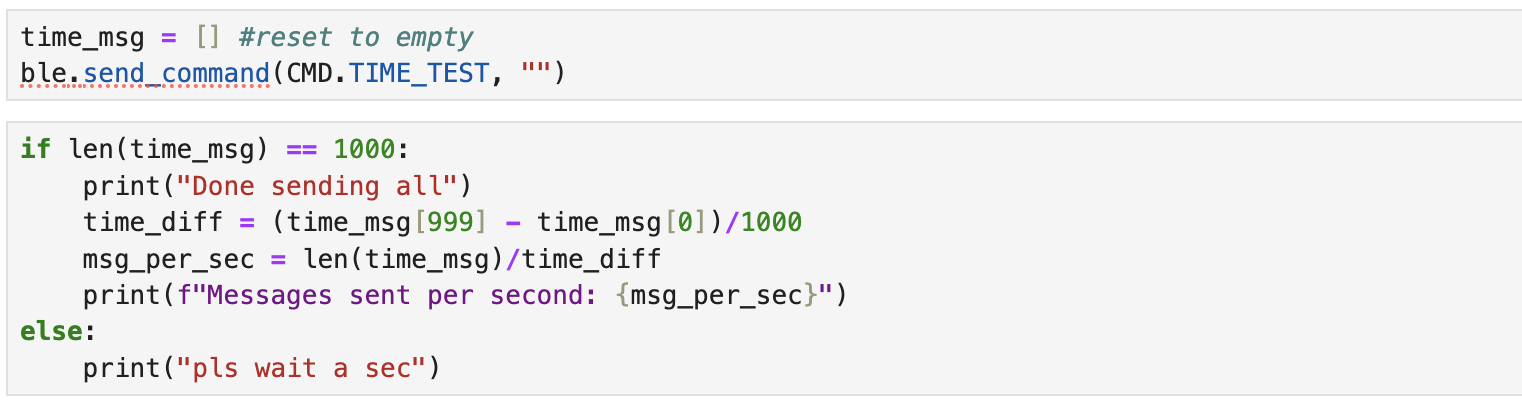 time_msg = [] #reset to empty
ble.send_command(CMD.TIME_TEST, "")
if len(time_msg) == 1000:
    print("Done sending all")
    time_diff = (time_msg[999] - time_msg[0])/1000
    msg_per_sec = len(time_msg)/time_diff
    print(f"Messages sent per second: {msg_per_sec}")
else:
    print("pls wait a sec")